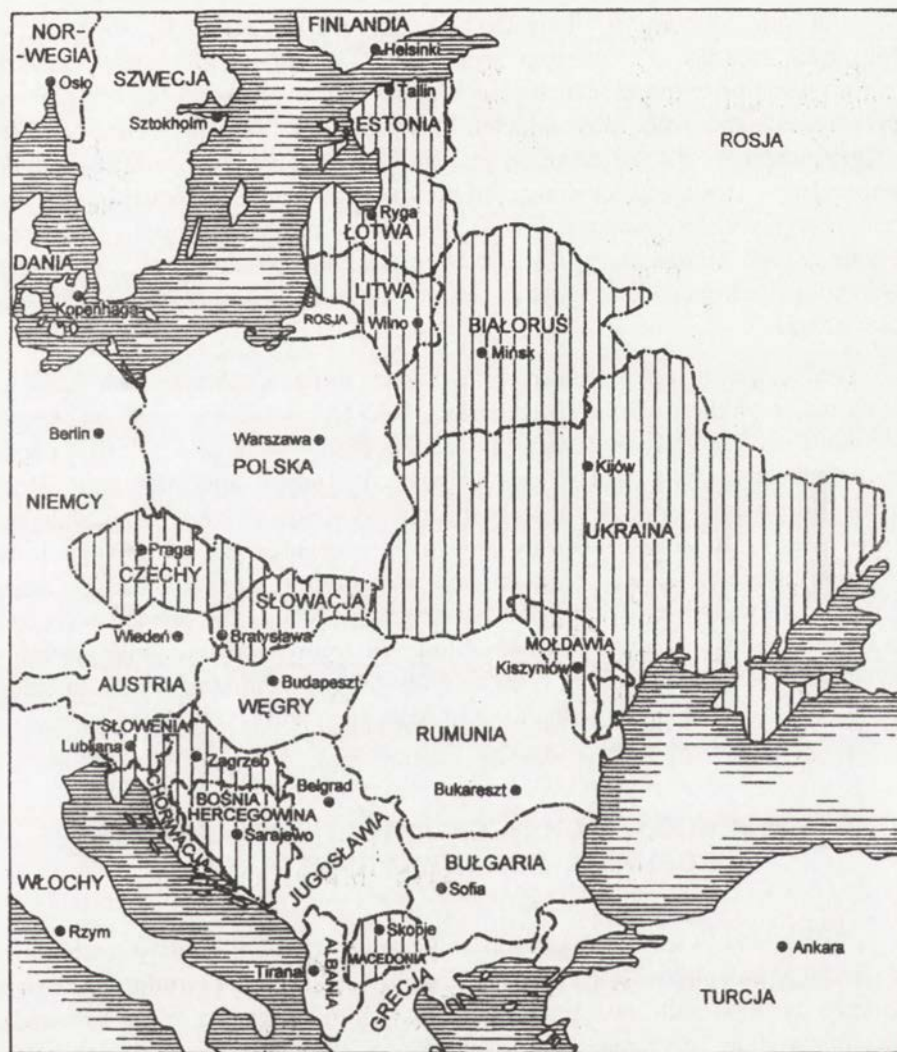 NOR-
WEGIA
FINLANDIA
Helsinki
Oslo
SZWECJA
Tallin
Sztokholm
ESTONIA
ROSJA
Ryga
ŁOTWA
DANIA
Kopenhaga
LITWA
ROSJA
Wilno
BIAŁORUŚ
Mińsk
Berlin
Warszawa
POLSKA
Kijów
NIEMCY
UKRAINA
Praga
CZECHY
SŁOWACJA
Wiedeń
Bratysława
MOŁDAWIA
Kiszyniów
AUSTRIA
Budapeszt
WĘGRY
SŁOWENIA
Lubljana
RUMUNIA
Zagrzeb
CHORWACJA
BOŚNIA
HERCEGOWINA
Belgrad
Bukareszt
Sarajewo
JUGOSŁAWIA
BUŁGARIA
Sofia
WŁOCHY
Rzym
Skopje
Ankara
Tirana
ALBANIA
MACEDONIA
GRECJA
TURCJA